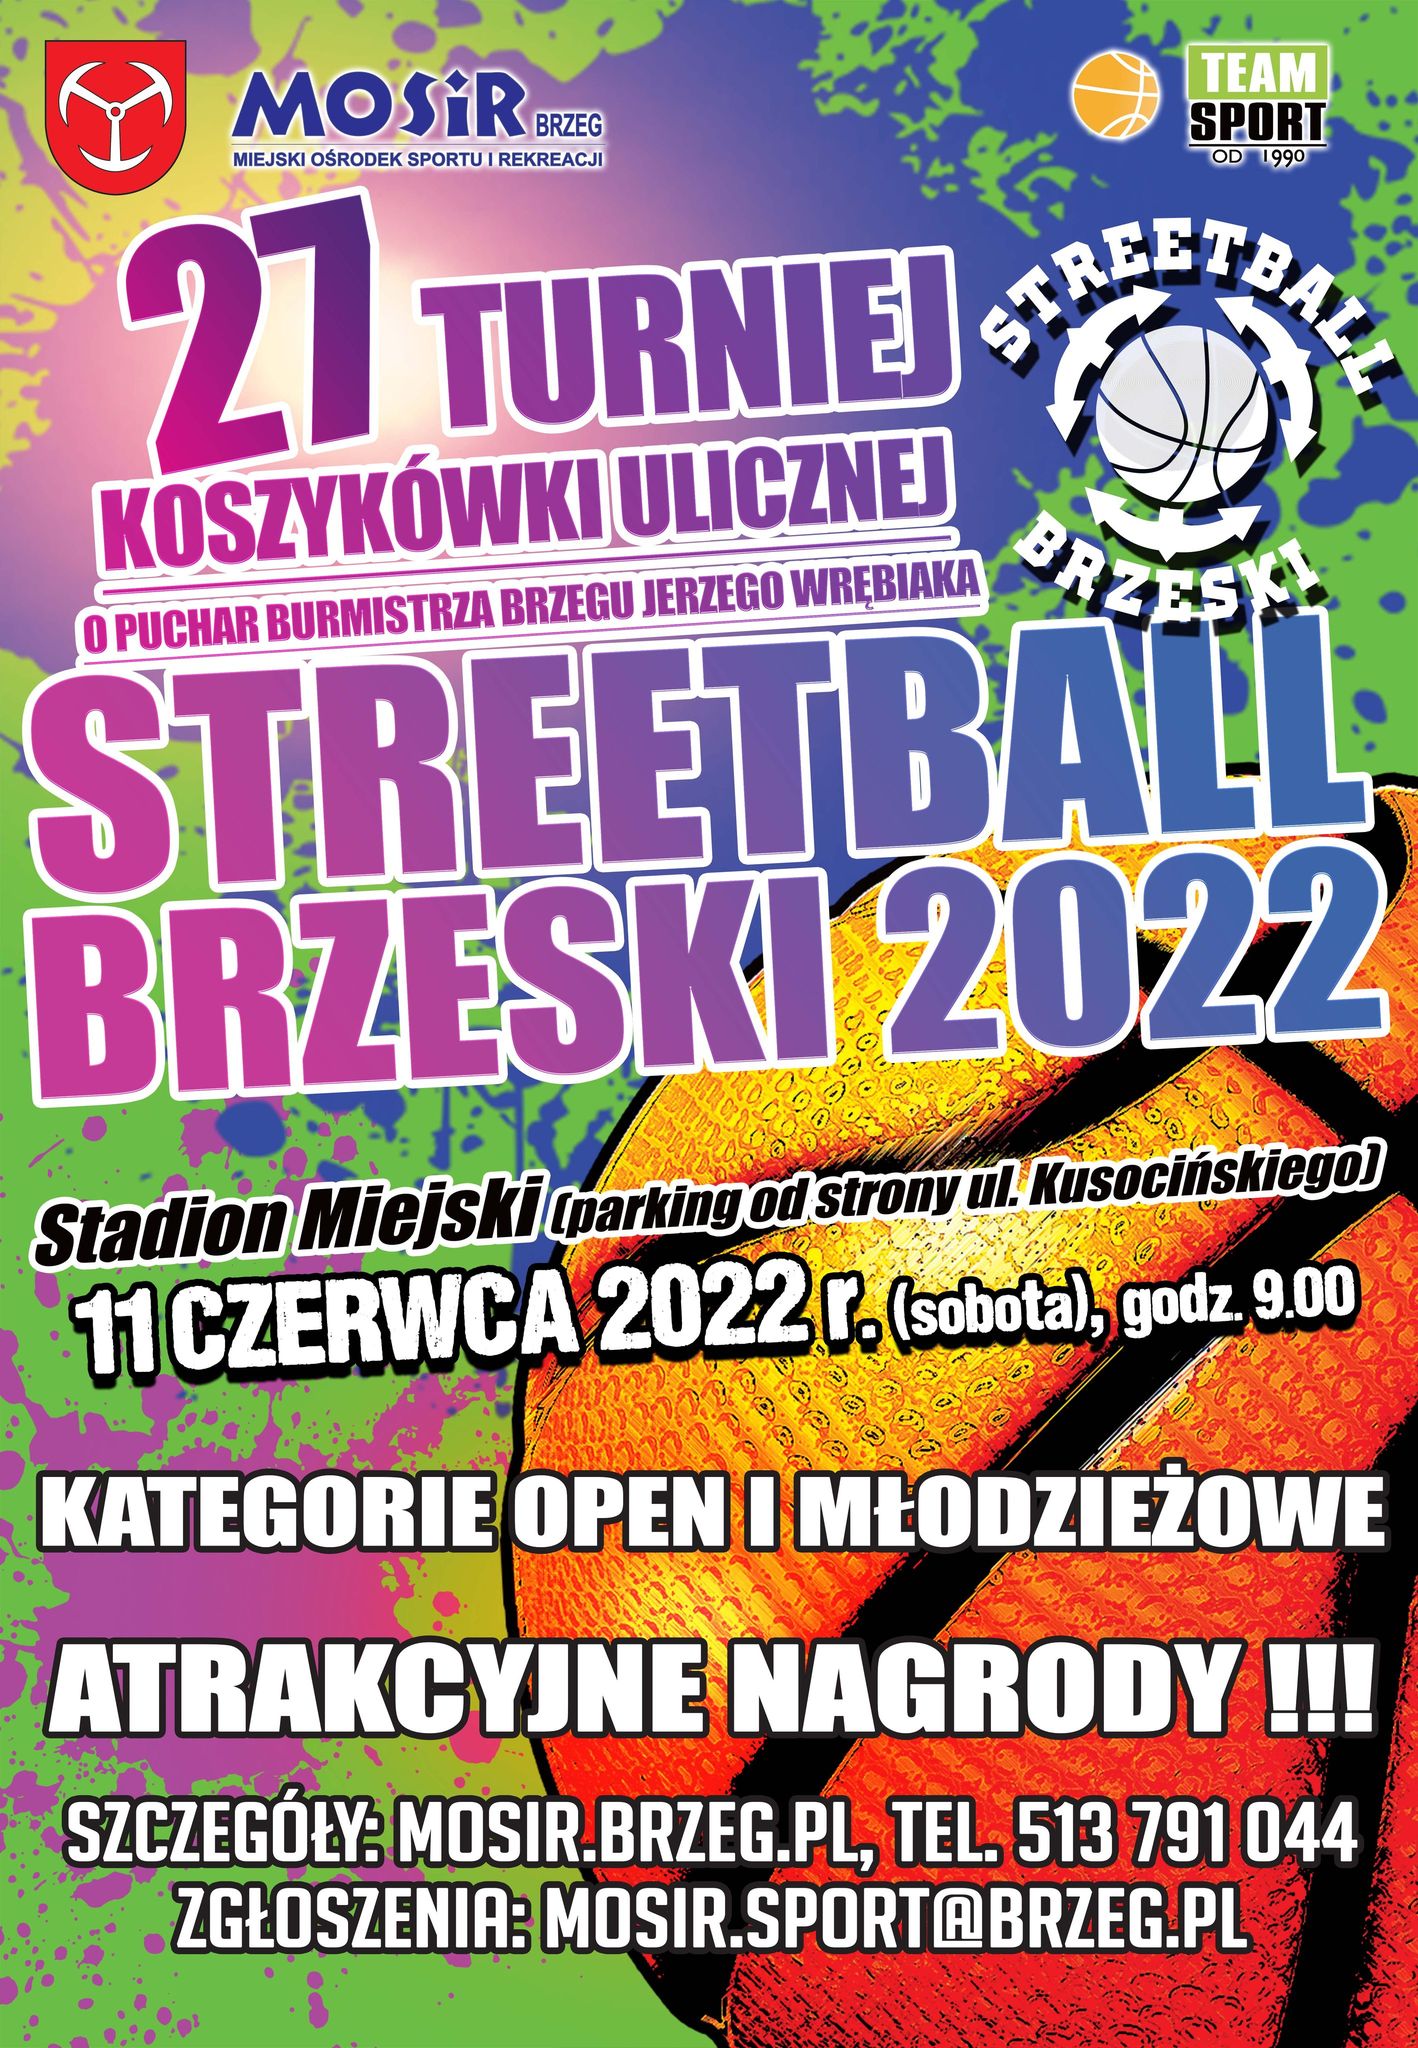 MOSiR BRZEG
MIEJSKI OŚRODEK SPORTU I REKREACJI
TEAM
SPORT
OD 1990
27 TURNIEJ
KOSZYKÓWKI ULICZNEJ
O PUCHAR BURMISTRZA BRZEGU JERZEGO WRĘBIAKA
STREETBALL
BRZESKI
STREETBALL
BRZESKI 2022
Stadion Miejski (parking od strony ul. Kusocińskiego)
11 CZERWCA 2022 r. (sobota), godz. 9.00
KATEGORIE OPEN I MŁODZIEŻOWE
ATRAKCYJNE NAGRODY !!!
SZCZEGÓŁY: MOSIR.BRZEG.PL, TEL. 513 791 044
ZGŁOSZENIA: MOSIR.SPORT@BRZEG.PL